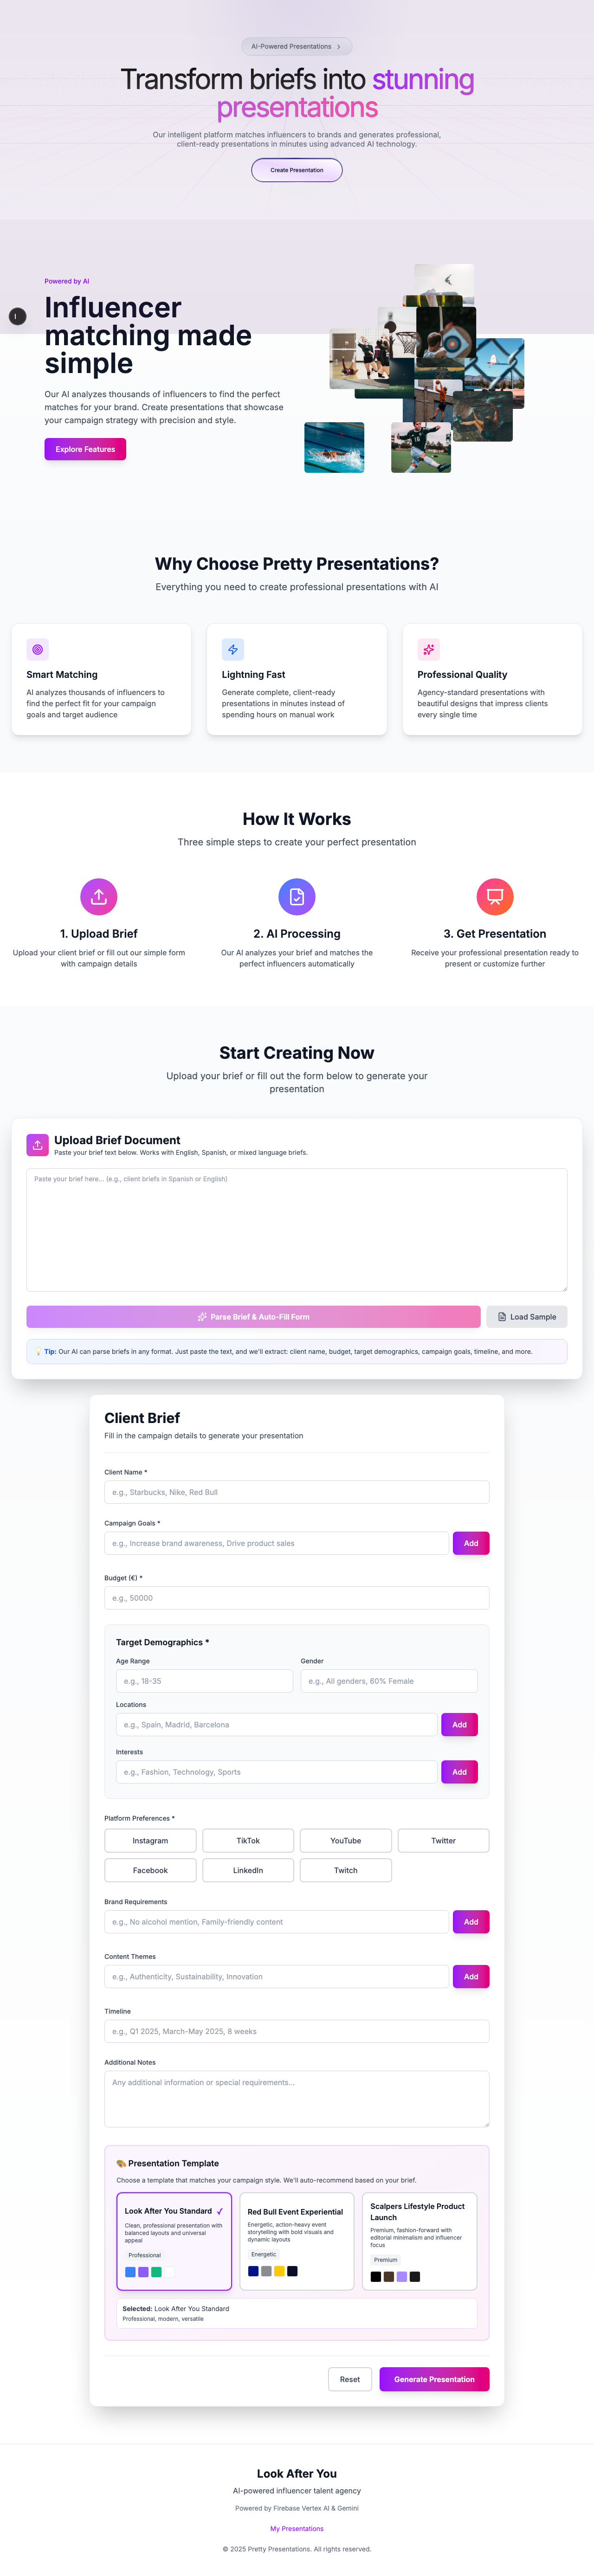 AI-Powered Presentations
Transform briefs into stunning
presentations
Our intelligent platform matches influencers to brands and generates professional,
client-ready presentations in minutes using advanced AI technology.
Create Presentation
Powered by AI
Influencer
matching made
simple
Our AI analyzes thousands of influencers to find the perfect
matches for your brand. Create presentations that showcase
your campaign strategy with precision and style.
Explore Features
Why Choose Pretty Presentations?
Everything you need to create professional presentations with AI
Smart Matching
AI analyzes thousands of influencers to
find the perfect fit for your campaign
goals and target audience
Lightning Fast
Generate complete, client-ready
presentations in minutes instead of
spending hours on manual work
Professional Quality
Agency-standard presentations with
beautiful designs that impress clients
every single time
How It Works
Three simple steps to create your perfect presentation
1. Upload Brief
Upload your client brief or fill out our simple form
with campaign details
2. AI Processing
Our AI analyzes your brief and matches the
perfect influencers automatically
3. Get Presentation
Receive your professional presentation ready to
present or customize further
Start Creating Now
Upload your brief or fill out the form below to generate your
presentation
Upload Brief Document
Paste your brief text below. Works with English, Spanish, or mixed language briefs.
Paste your brief here... (e.g., client briefs in Spanish or English)
Parse Brief & Auto-Fill Form
Load Sample
💡 Tip: Our AI can parse briefs in any format. Just paste the text, and we'll extract: client name, budget, target demographics, campaign goals, timeline, and more.
Client Brief
Fill in the campaign details to generate your presentation
Client Name *
e.g., Starbucks, Nike, Red Bull
Campaign Goals *
e.g., Increase brand awareness, Drive product sales
Add
Budget (€) *
e.g., 50000
Target Demographics *
Age Range
Gender
e.g., 18-35
e.g., All genders, 60% Female
Locations
e.g., Spain, Madrid, Barcelona
Add
Interests
e.g., Fashion, Technology, Sports
Add
Platform Preferences *
Instagram
TikTok
YouTube
Twitter
Facebook
LinkedIn
Twitch
Brand Requirements
e.g., No alcohol mention, Family-friendly content
Add
Content Themes
e.g., Authenticity, Sustainability, Innovation
Add
Timeline
e.g., Q1 2025, March-May 2025, 8 weeks
Additional Notes
Any additional information or special requirements...
🎨 Presentation Template
Choose a template that matches your campaign style. We'll auto-recommend based on your brief.
Look After You Standard ✓
Clean, professional presentation with
balanced layouts and universal
appeal
Professional
Red Bull Event Experiential
Energetic, action-heavy event
storytelling with bold visuals and
dynamic layouts
Energetic
Scalpers Lifestyle Product
Launch
Premium, fashion-forward with
editorial minimalism and influencer
focus
Premium
Selected: Look After You Standard
Professional, modern, versatile
Reset
Generate Presentation
Look After You
AI-powered influencer talent agency
Powered by Firebase Vertex AI & Gemini
My Presentations
© 2025 Pretty Presentations. All rights reserved.